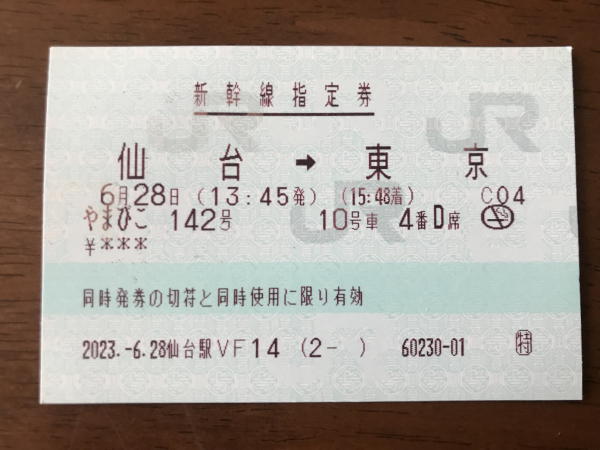 新幹線指定券
仙台 → 東京
6月28日 (13:45発) (15:48着) C04
やまびこ 142号 10号車 4番D席
¥***
同時発券の切符と同時使用に限り有効
2023.-6.28仙台駅VF14 (2- ) 60230-01 特